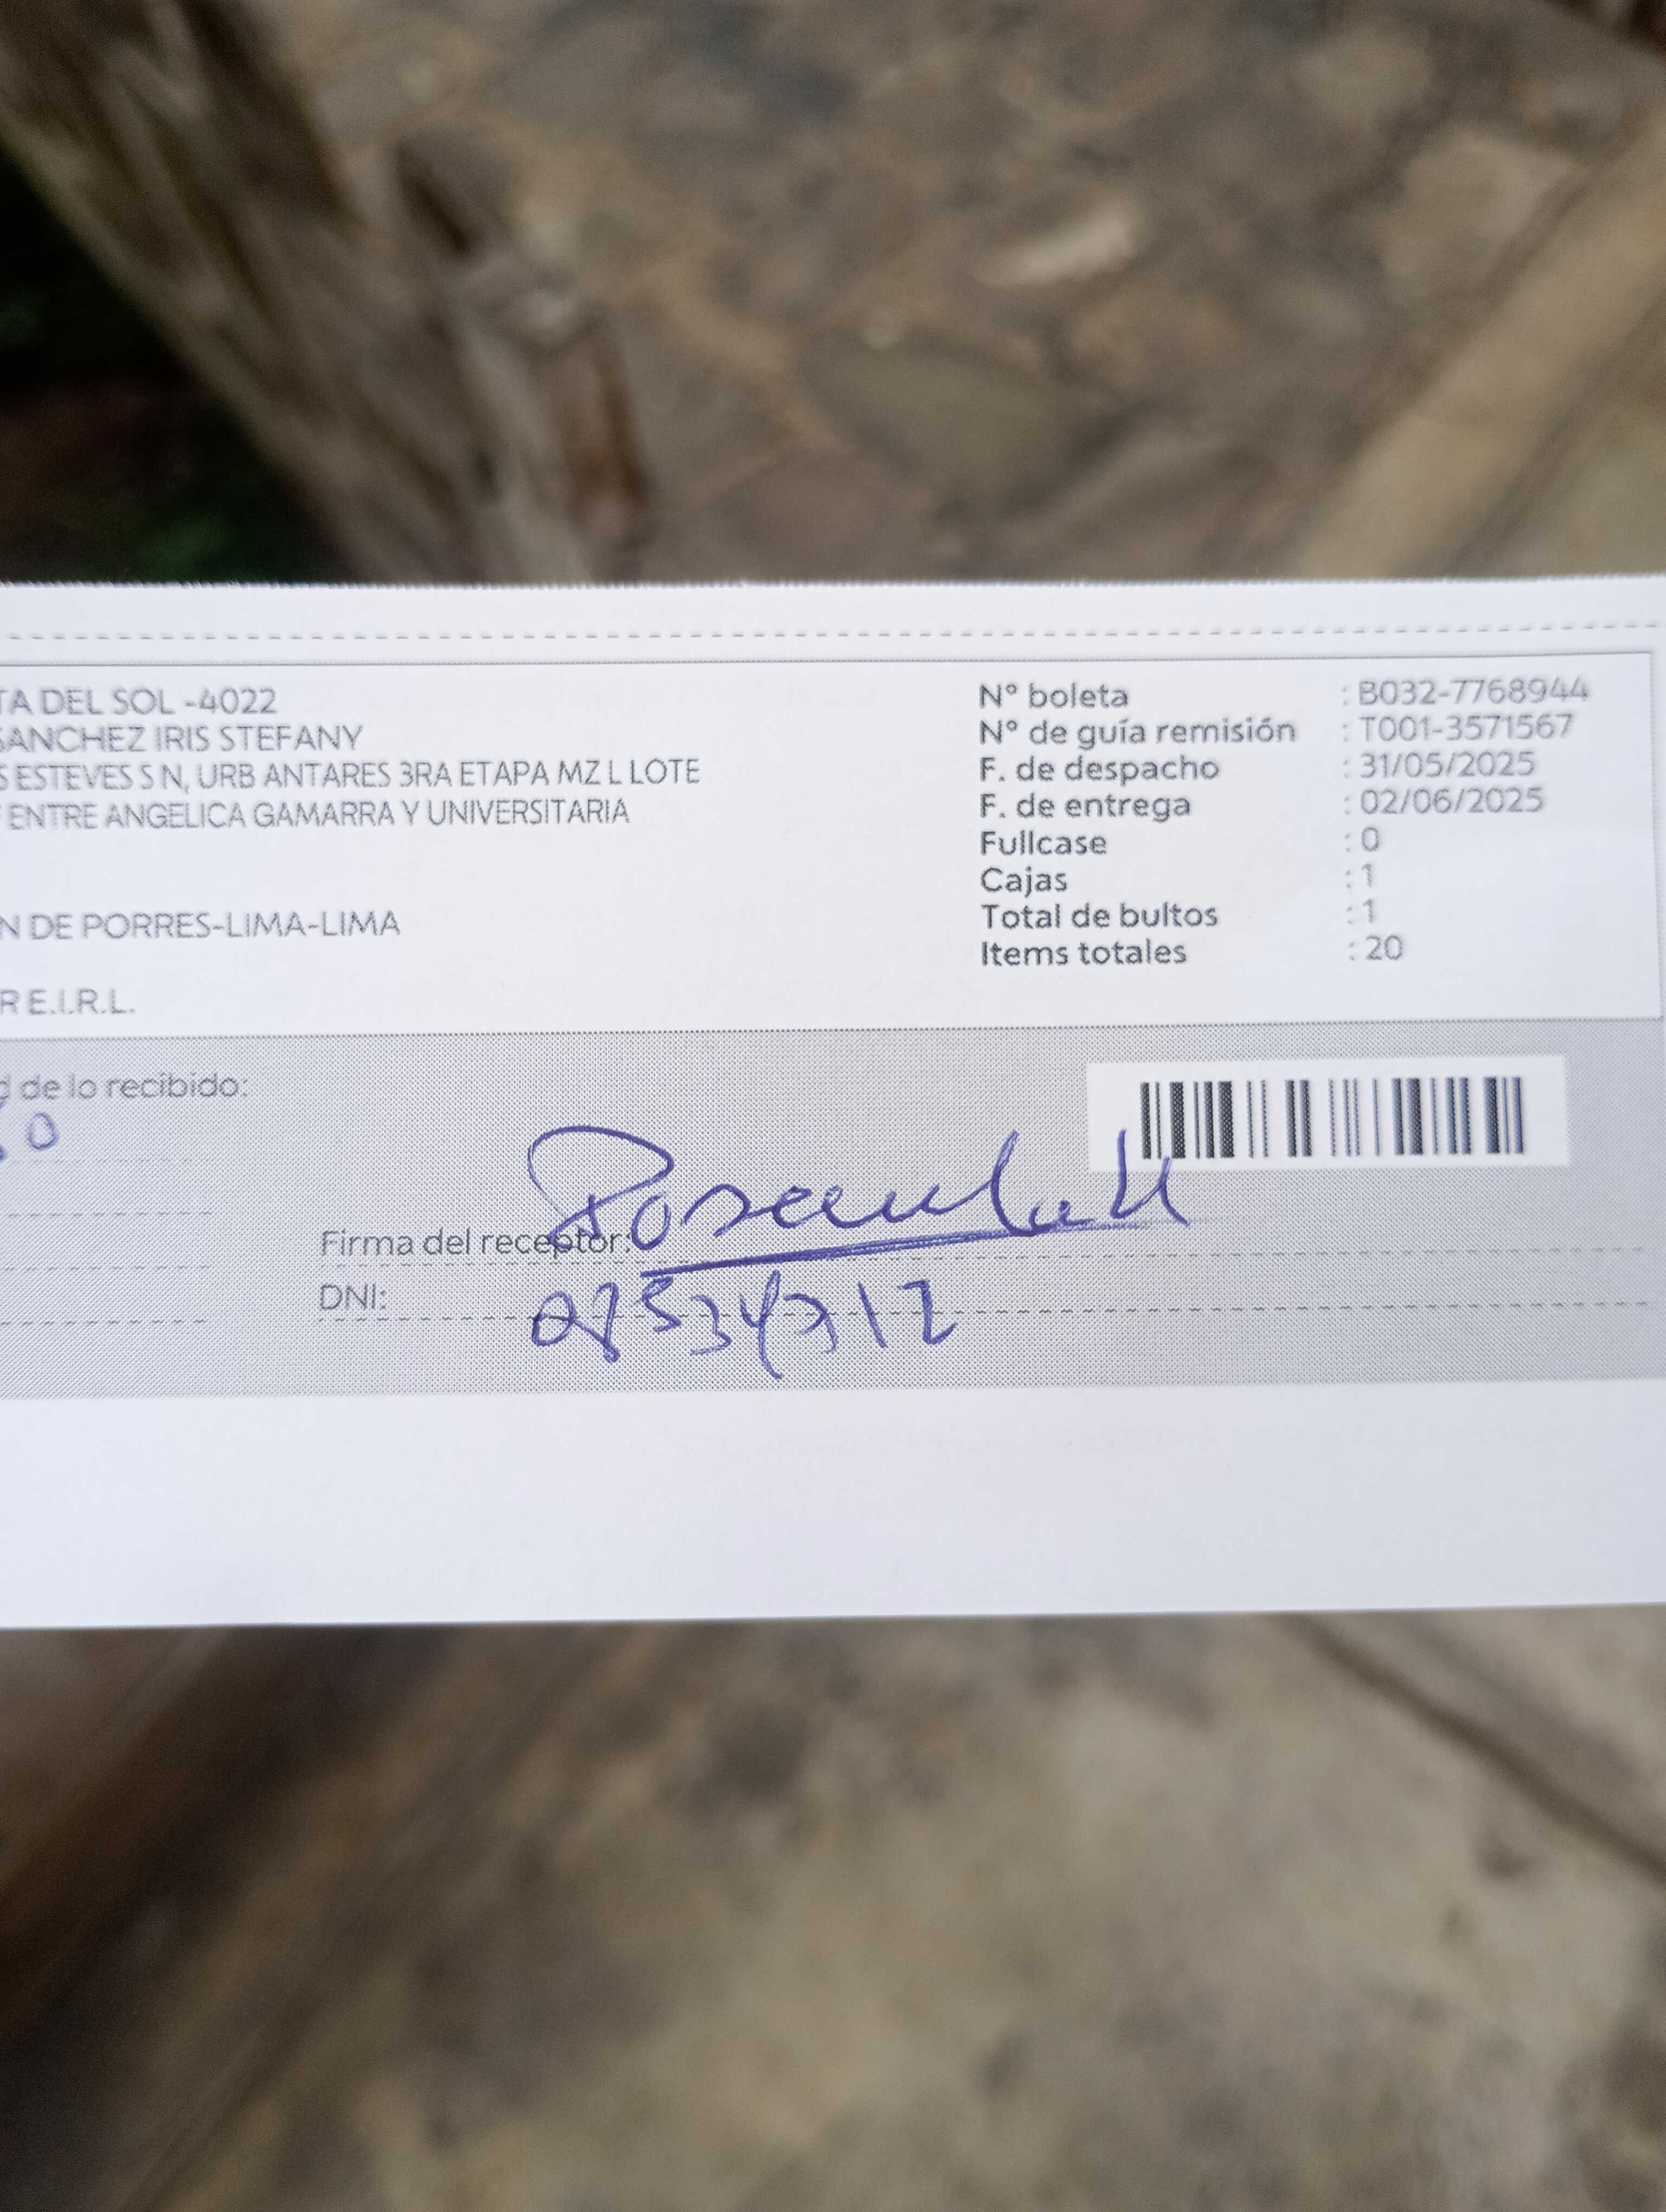 TA DEL SOL -4022
SANCHEZ IRIS STEFANY
S ESTEVES S N, URB ANTARES 3RA ETAPA MZ L LOTE
ENTRE ANGELICA GAMARRA Y UNIVERSITARIA
N DE PORRES-LIMA-LIMA
R E.I.R.L.
Nº boleta : B032-7768944
Nº de guía remisión : T001-3571567
F. de despacho : 31/05/2025
F. de entrega : 02/06/2025
Fullcase : 0
Cajas : 1
Total de bultos : 1
Items totales : 20
d de lo recibido:
Firma del receptor:
DNI: